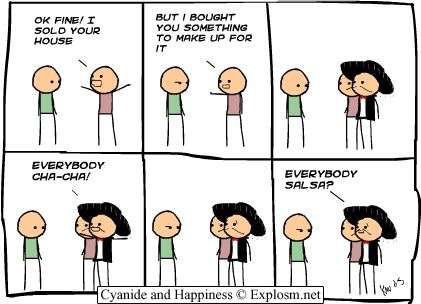 OK FINE! I
SOLD YOUR
HOUSE
BUT I BOUGHT
YOU SOMETHING
TO MAKE UP FOR
IT
EVERYBODY
CHA-CHA!
EVERYBODY
SALSA?
Cyanide and Happiness © Explosm.net